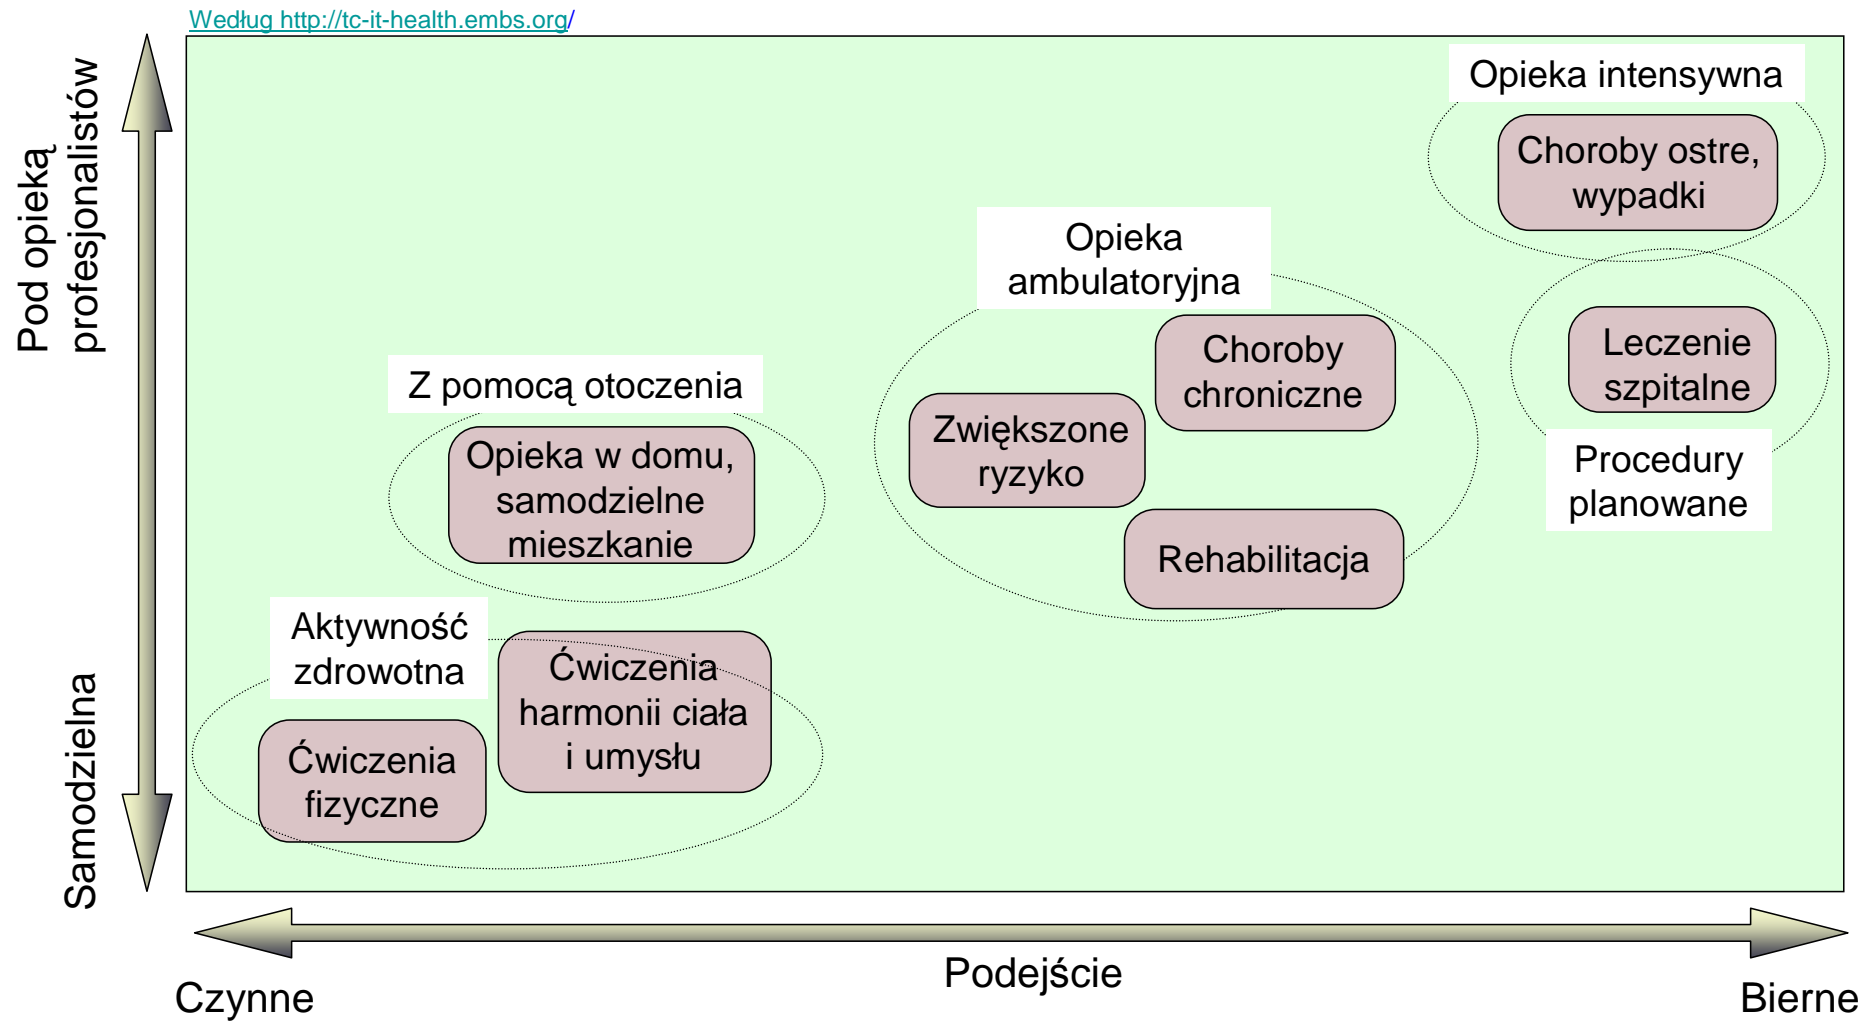 Według http://tc-it-health.embs.org/
Pod opieką
profesjonalistów
Samodzielna
Opieka intensywna
Choroby ostre,
wypadki
Opieka
ambulatoryjna
Choroby
chroniczne
Zwiększone
ryzyko
Rehabilitacja
Leczenie
szpitalne
Procedury
planowane
Z pomocą otoczenia
Opieka w domu,
samodzielne
mieszkanie
Aktywność
zdrowotna
Ćwiczenia
harmonii ciała
i umysłu
Ćwiczenia
fizyczne
Podejście
Czynne
Bierne